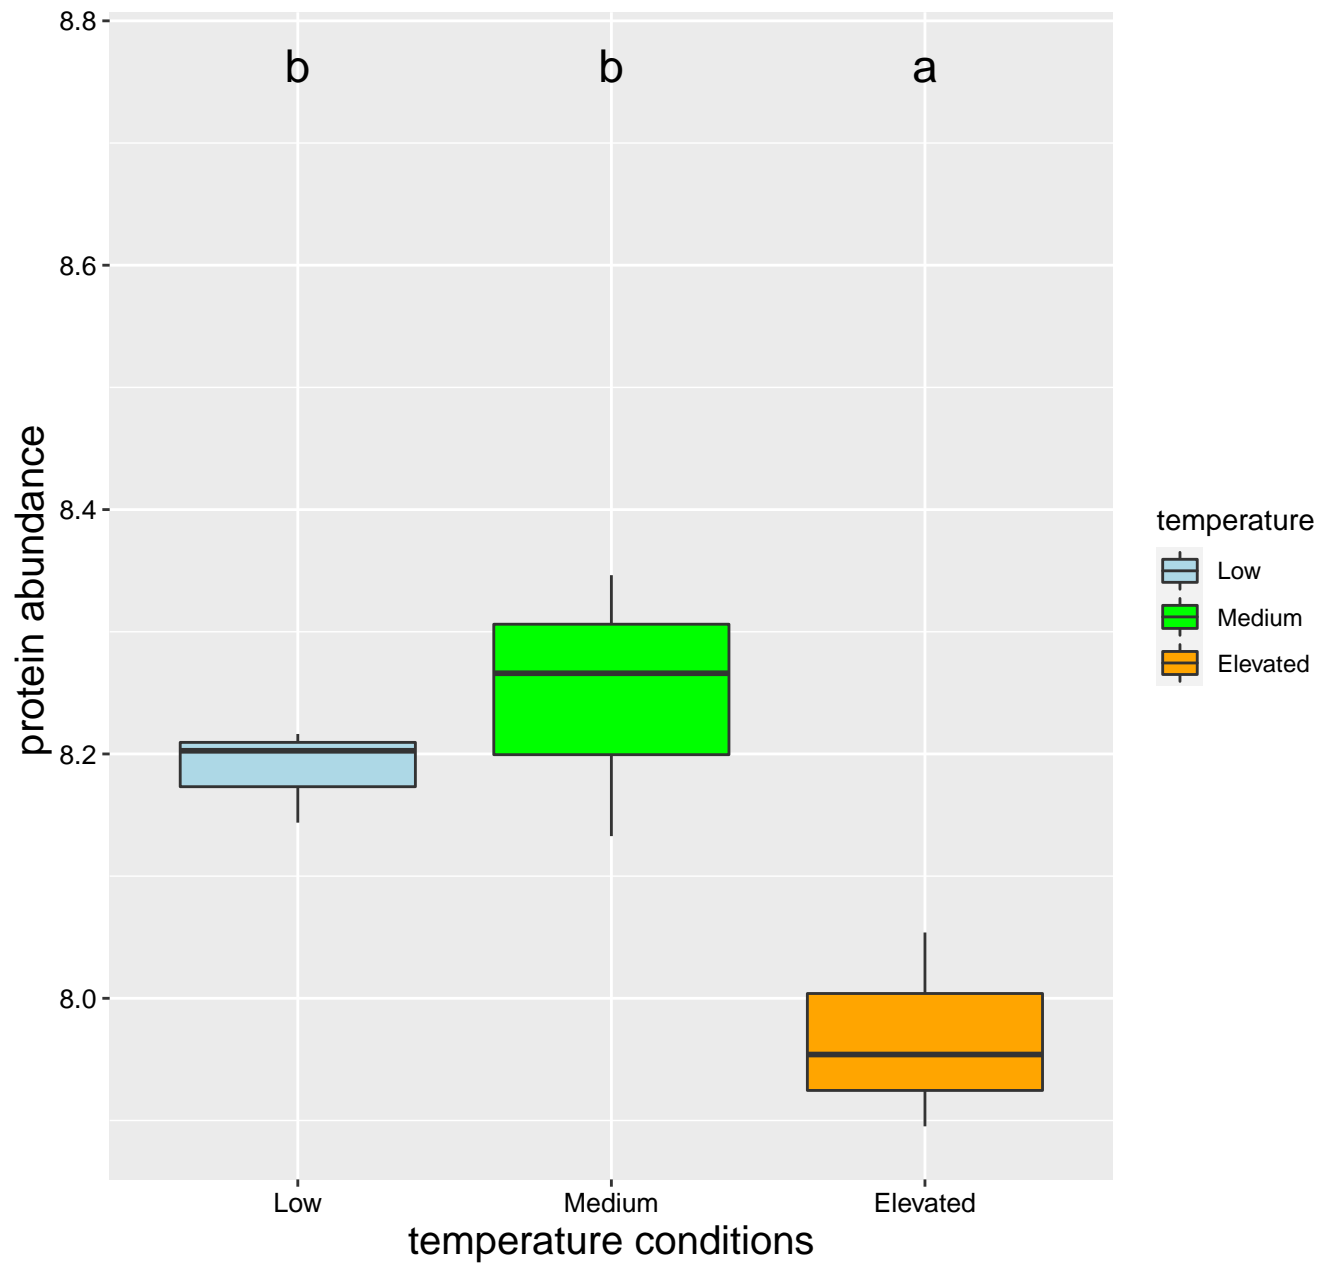 8.8
8.6
8.4
8.2
8.0
protein abundance
b b a
Low Medium Elevated
temperature conditions
temperature
Low
Medium
Elevated